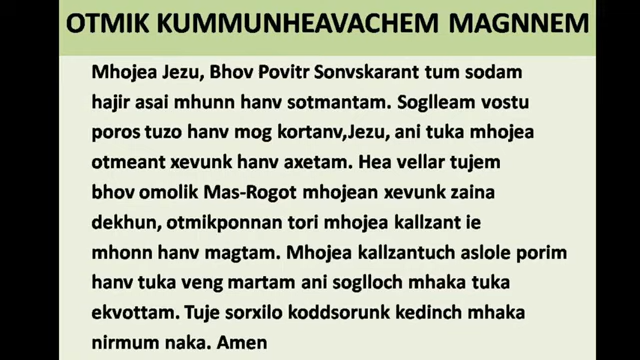 OTMIK KUMMUNHEAVACHEM MAGNNEM
Mhojea Jezu, Bhov Povitr Sonvskarant tum sodam
hajir asai mhunn hanv sotmantam. Soglleam vostu
poros tuzo hanv mog kortanv,Jezu, ani tuka mhojea
otmeant xevunk hanv axetam. Hea vellar tujem
bhov omolik Mas-Rogot mhojean xevunk zaina
dekhun, otmikponnan tori mhojea kallzant ie
mhonn hanv magtam. Mhojea kallzantuch aslole porim
hanv tuka veng martam ani soglloch mhaka tuka
ekvottam. Tuje sorxilo koddsorunk kedinch mhaka
nirmum naka. Amen